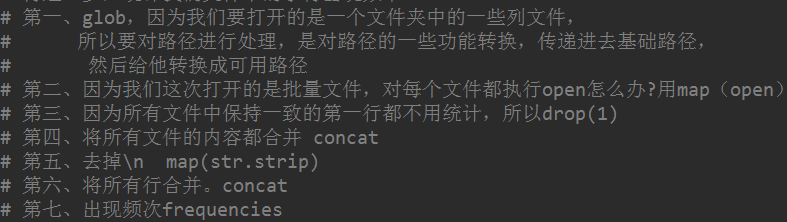 # 第一、glob，因为我们要打开的是一个文件夹中的一些列文件，
# 所以要对路径进行处理，是对路径的一些功能转换，传递进去基础路径，
# 然后给他转换成可用路径
# 第二、因为我们这次打开的是批量文件，对每个文件都执行open怎么办?用map（open）
# 第三、因为所有文件中保持一致的第一行都不用统计，所以drop(1)
# 第四、将所有文件的内容都合并 concat
# 第五、去掉\n map(str.strip)
# 第六、将所有行合并。concat
# 第七、出现频次frequencies